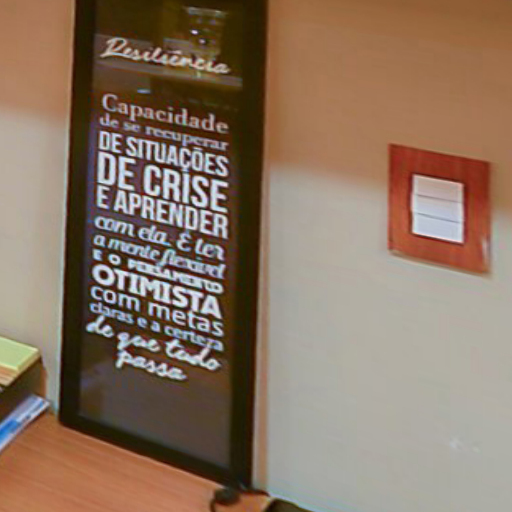 Resiliência
Capacidade
de se recuperar
DE SITUAÇÕES
DE CRISE
E APRENDER
com ela. E ter
a mente flexível
E O PENSAMENTO
OTIMISTA
com metas
claras e a certeza
de que tudo
passa